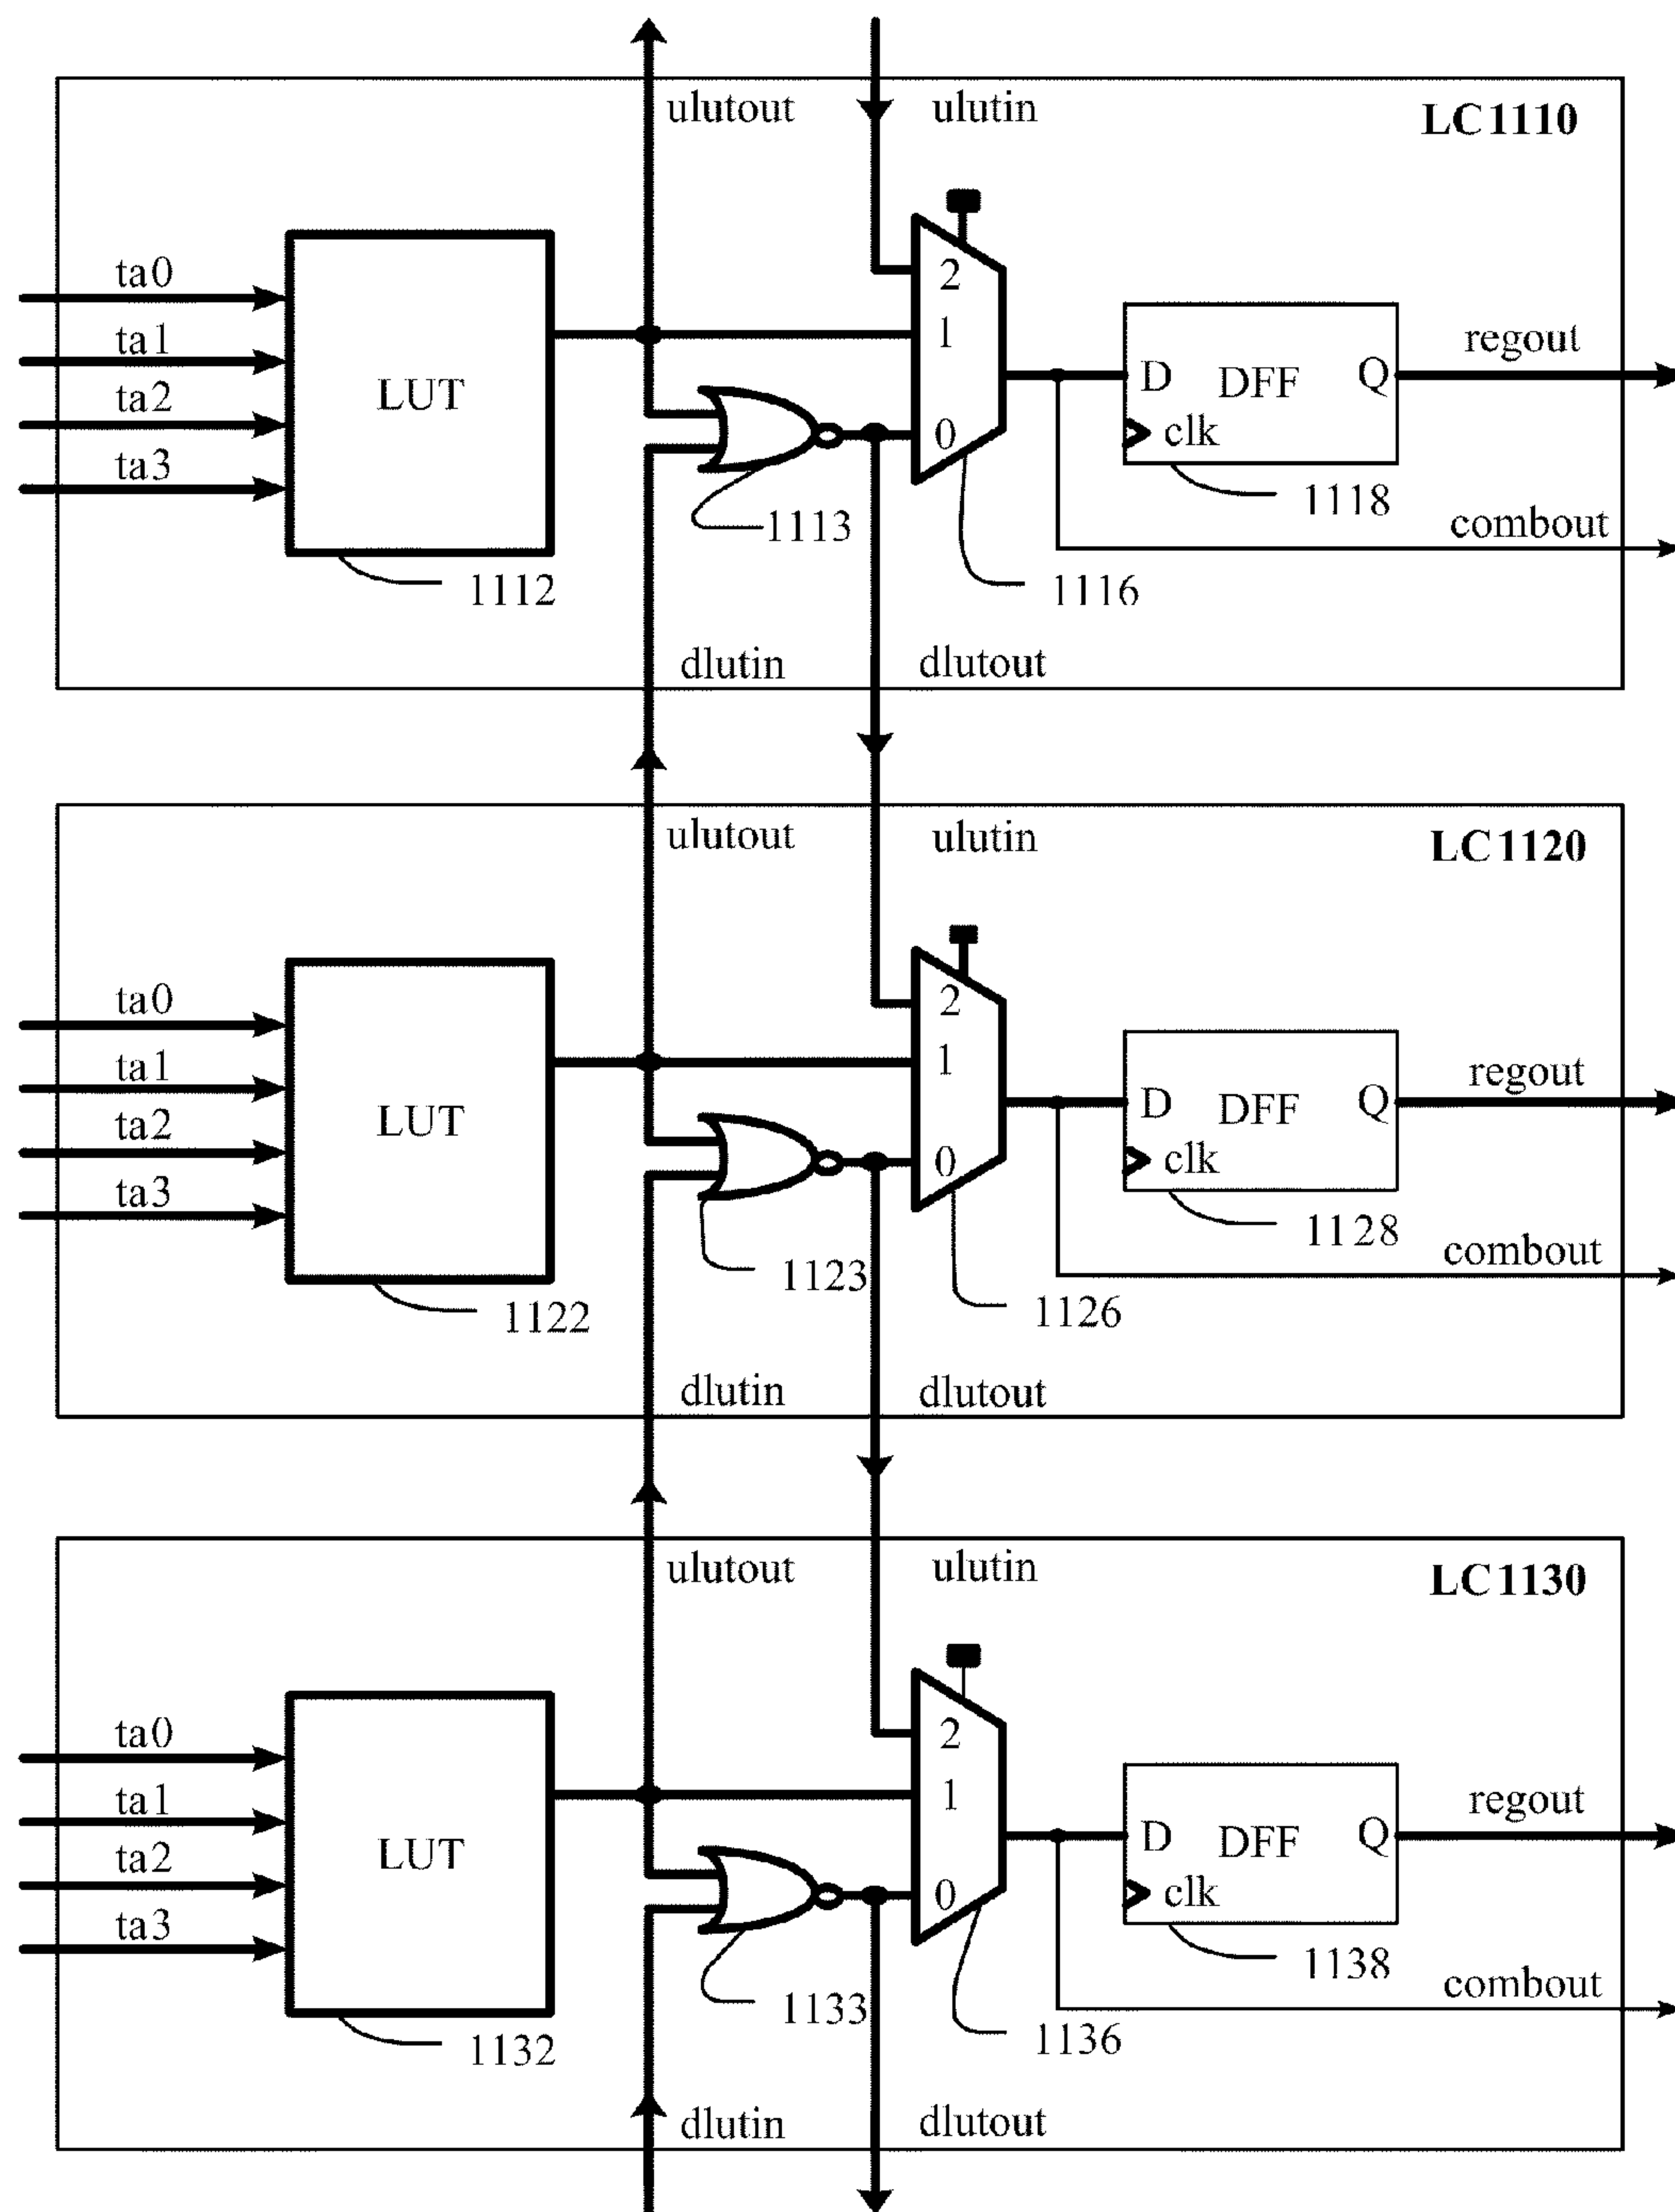 ulutout ulutin LC1110
ta0
ta1
ta2
ta3
LUT
2
1
0
D DFF Q
clk
regout
1113
1118
combout
1112
1116
dlutin dlutout
ulutout ulutin LC1120
ta0
ta1
ta2
ta3
LUT
2
1
0
D DFF Q
clk
regout
1123
1128
combout
1122
1126
dlutin dlutout
ulutout ulutin LC1130
ta0
ta1
ta2
ta3
LUT
2
1
0
D DFF Q
clk
regout
1133
1138
combout
1132
1136
dlutin dlutout